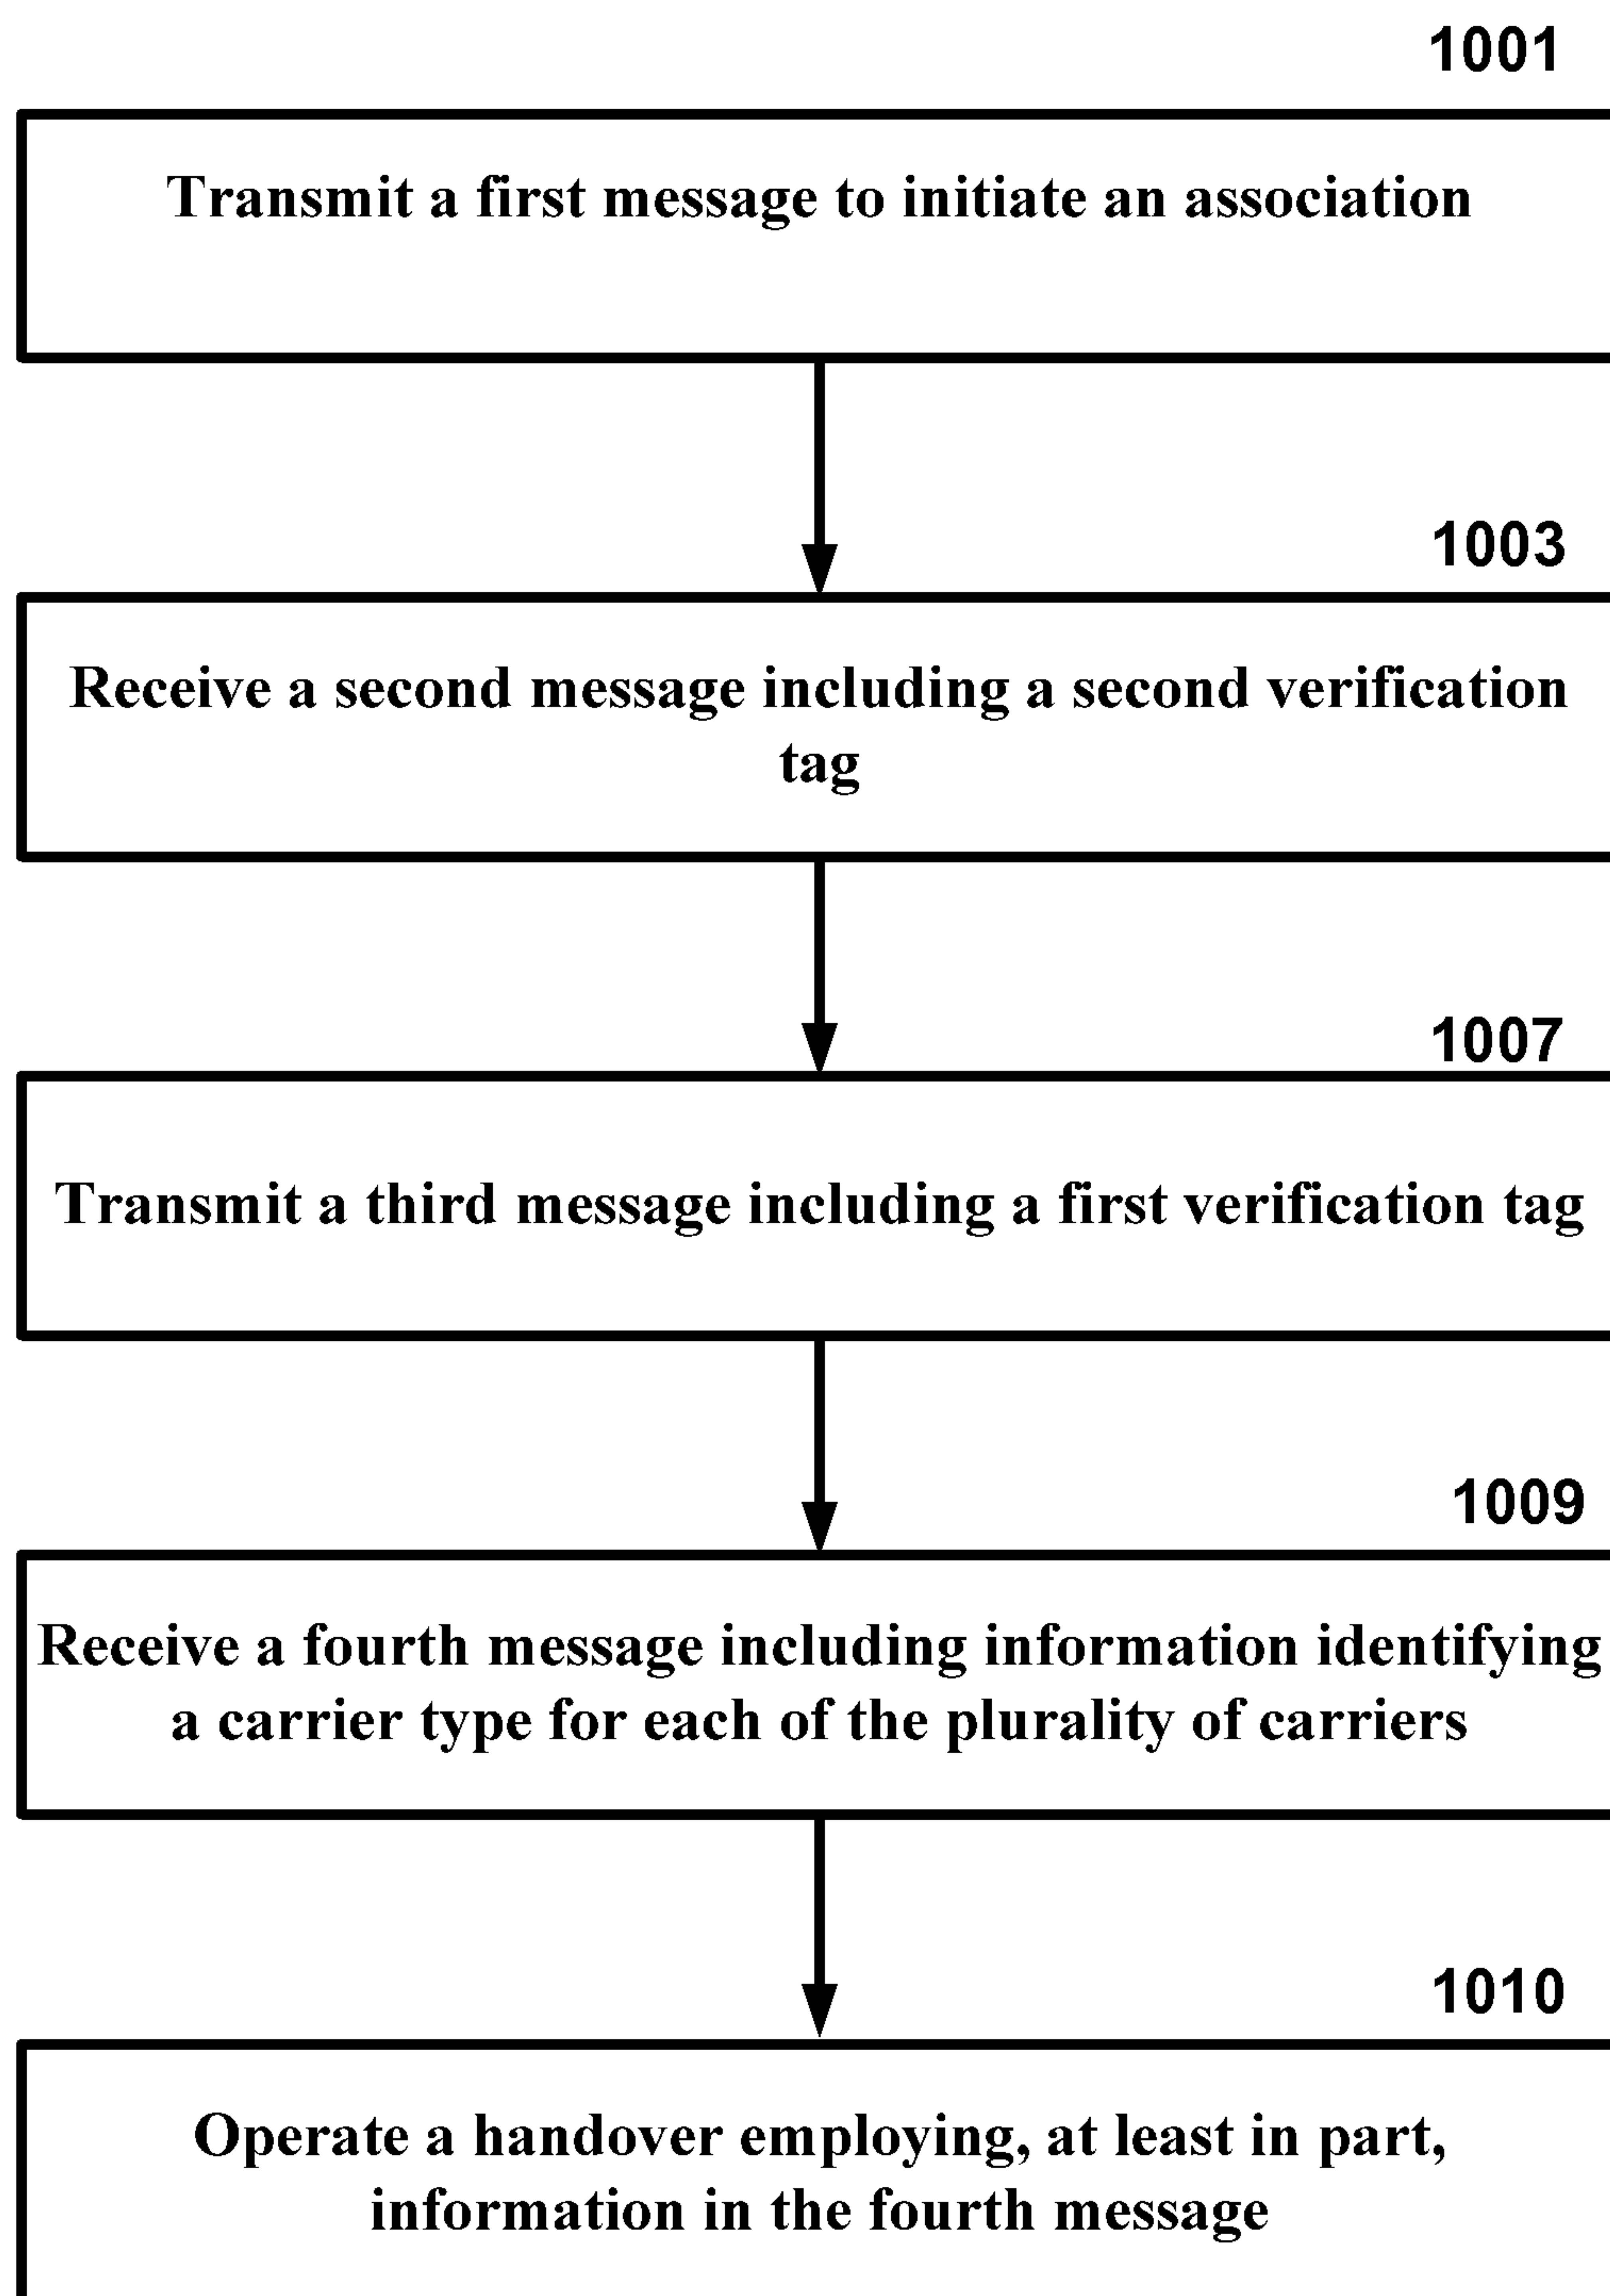 1001
Transmit a first message to initiate an association
1003
Receive a second message including a second verification
tag
1007
Transmit a third message including a first verification tag
1009
Receive a fourth message including information identifying
a carrier type for each of the plurality of carriers
1010
Operate a handover employing, at least in part,
information in the fourth message